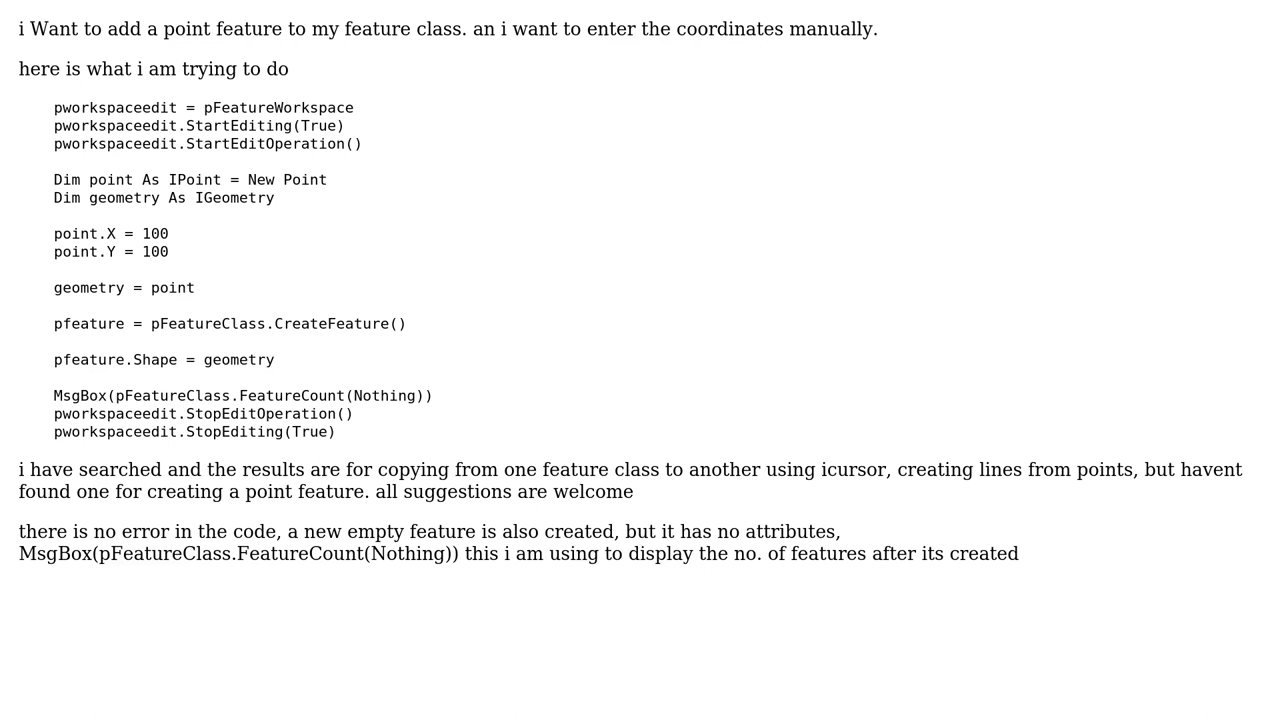 i Want to add a point feature to my feature class. an i want to enter the coordinates manually.
here is what i am trying to do
pworkspaceedit = pFeatureWorkspace
pworkspaceedit.StartEditing(True)
pworkspaceedit.StartEditOperation()
Dim point As IPoint = New Point
Dim geometry As IGeometry
point.X = 100
point.Y = 100
geometry = point
pfeature = pFeatureClass.CreateFeature()
pfeature.Shape = geometry
MsgBox(pFeatureClass.FeatureCount(Nothing))
pworkspaceedit.StopEditOperation()
pworkspaceedit.StopEditing(True)
i have searched and the results are for copying from one feature class to another using icursor, creating lines from points, but havent
found one for creating a point feature. all suggestions are welcome
there is no error in the code, a new empty feature is also created, but it has no attributes,
MsgBox(pFeatureClass.FeatureCount(Nothing)) this i am using to display the no. of features after its created